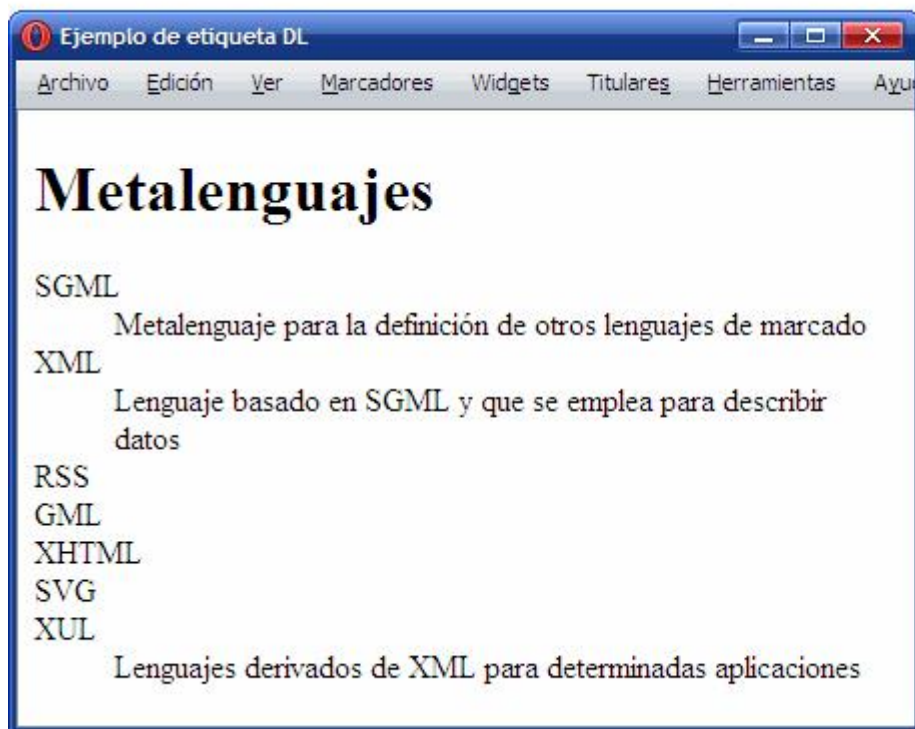 Ejemplo de etiqueta DL
Archivo Edición Ver Marcadores Widgets Titulares Herramientas Ayu
Metalenguajes
SGML
Metalenguaje para la definición de otros lenguajes de marcado
XML
Lenguaje basado en SGML y que se emplea para describir
datos
RSS
GML
XHTML
SVG
XUL
Lenguajes derivados de XML para determinadas aplicaciones